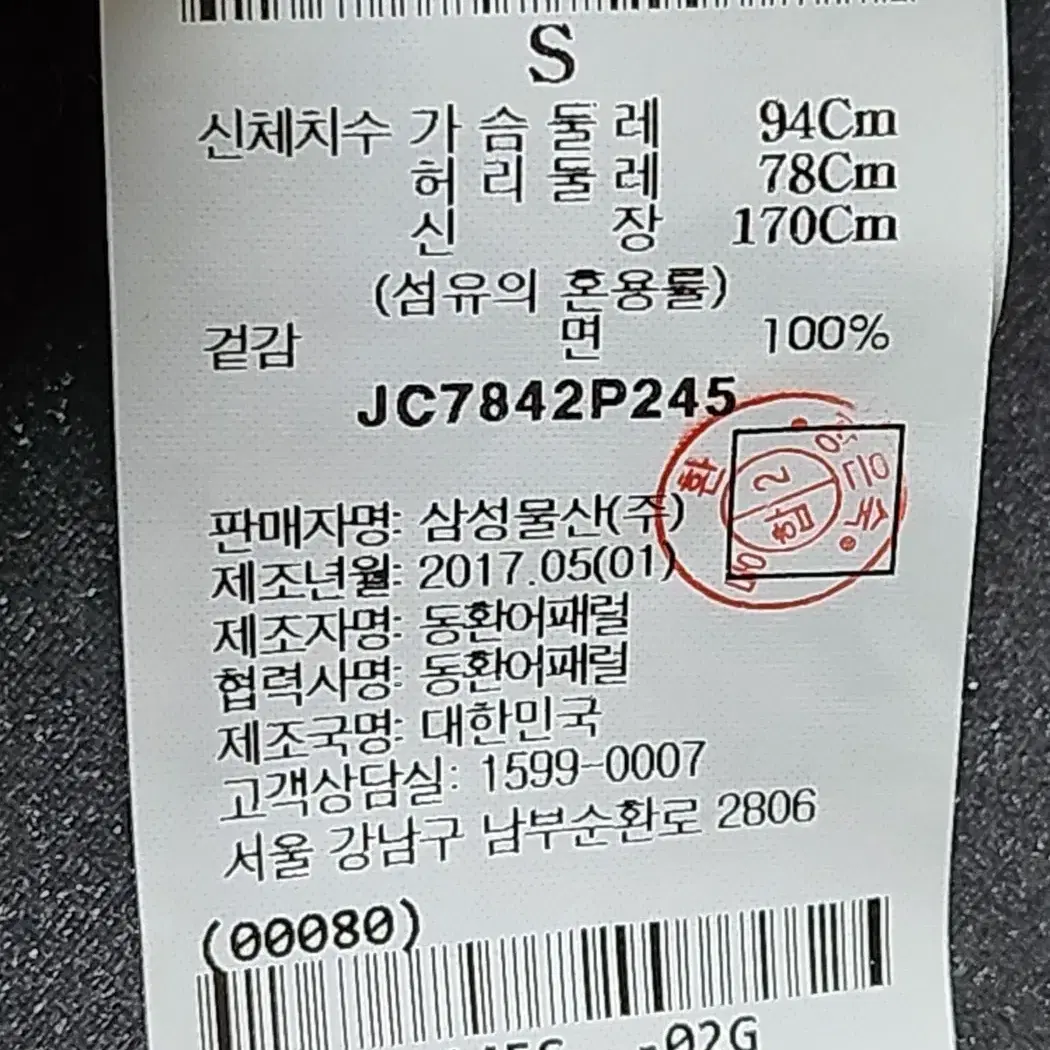 S
신체치수 가슴둘레 94Cm
허리둘레 78Cm
신 장 170Cm
(섬유의 혼용률)
겉감 면 100%
JC7842P245
판매자명: 삼성물산(주)
제조년월: 2017.05(01)
제조자명: 동환어패럴
협력사명: 동환어패럴
제조국명: 대한민국
고객상담실: 1599-0007
서울 강남구 남부순환로 2806
(00080)
-02G